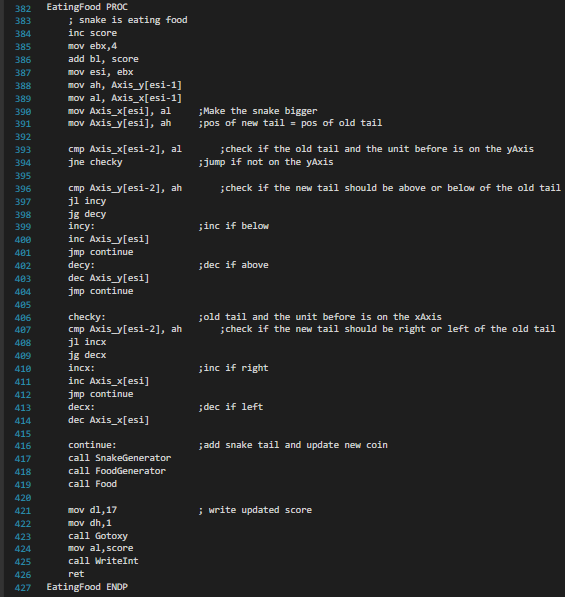 382 EatingFood PROC
383 ; snake is eating food
384 inc score
385 mov ebx,4
386 add bl, score
387 mov esi, ebx
388 mov ah, Axis_y[esi-1]
389 mov al, Axis_x[esi-1]
390 mov Axis_x[esi], al ;Make the snake bigger
391 mov Axis_y[esi], ah ;pos of new tail = pos of old tail
392
393 cmp Axis_x[esi-2], al ;check if the old tail and the unit before is on the yAxis
394 jne checky ;jump if not on the yAxis
395
396 cmp Axis_y[esi-2], ah ;check if the new tail should be above or below of the old tail
397 jl incy
398 jg decy
399 incy: ;inc if below
400 inc Axis_y[esi]
401 jmp continue
402 decy: ;dec if above
403 dec Axis_y[esi]
404 jmp continue
405
406 checky: ;old tail and the unit before is on the xAxis
407 cmp Axis_y[esi-2], ah ;check if the new tail should be right or left of the old tail
408 jl incx
409 jg decx
410 incx: ;inc if right
411 inc Axis_x[esi]
412 jmp continue
413 decx: ;dec if left
414 dec Axis_x[esi]
415
416 continue: ;add snake tail and update new coin
417 call SnakeGenerator
418 call FoodGenerator
419 call Food
420
421 mov dl,17 ; write updated score
422 mov dh,1
423 call Gotoxy
424 mov al,score
425 call WriteInt
426 ret
427 EatingFood ENDP